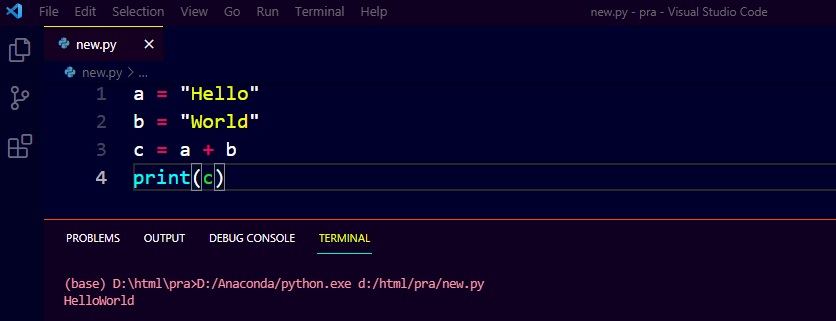 File Edit Selection View Go Run Terminal Help new.py - pra - Visual Studio Code
new.py ×
new.py > ...
1 a = "Hello"
2 b = "World"
3 c = a + b
4 print(c)
PROBLEMS OUTPUT DEBUG CONSOLE TERMINAL
(base) D:\html\pra>D:/Anaconda/python.exe d:/html/pra/new.py
HelloWorld